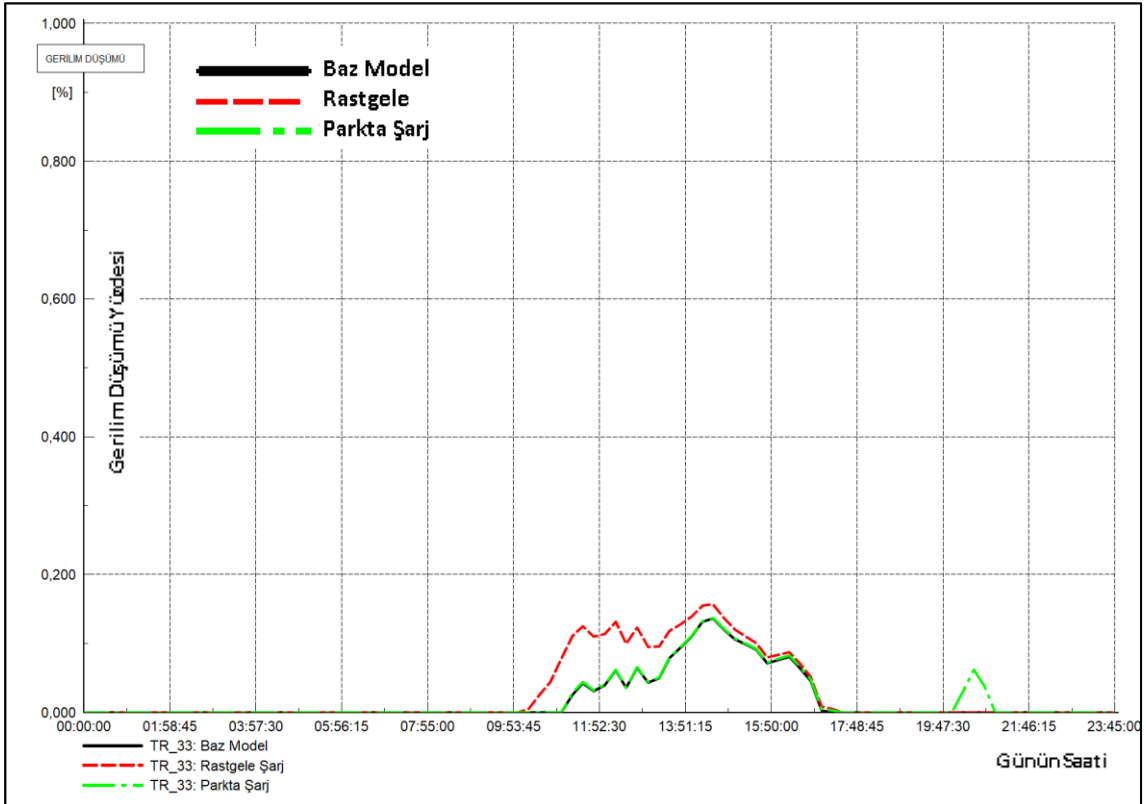 1,000
GERİLİM DÜŞÜMÜ
[%]
Baz Model
Rastgele
Parkta Şarj
0,800
0,600
0,400
0,200
0,000
Gerilim Düşümü Yüzdesi
00:00:00 01:58:45 03:57:30 05:56:15 07:55:00 09:53:45 11:52:30 13:51:15 15:50:00 17:48:45 19:47:30 21:46:15 23:45:00
TR_33: Baz Model
TR_33: Rastgele Şarj
TR_33: Parkta Şarj
Günün Saati